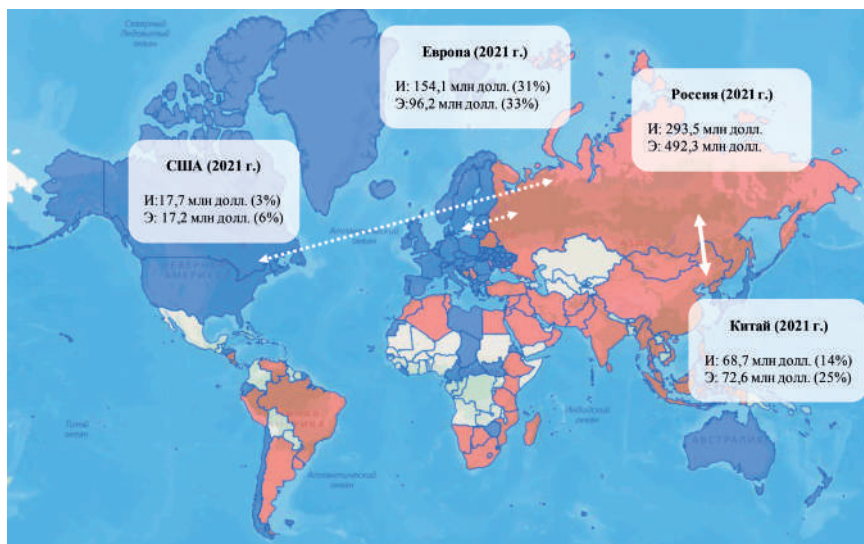 Северный
Ледовитый
океан
Европа (2021 г.)
И: 154,1 млн долл. (31%)
Э:96,2 млн долл. (33%)
Россия (2021 г.)
И: 293,5 млн долл.
Э: 492,3 млн долл.
США (2021 г.)
И:17,7 млн долл. (3%)
Э: 17,2 млн долл. (6%)
океан
СЕВЕРНАЯ
АМЕРИКА
Китай (2021 г.)
И: 68,7 млн долл. (14%)
Э: 72,6 млн долл. (25%)
Тихий
океан
Индийский
океан
АВСТРАЛИЯ
Атлантический
океан